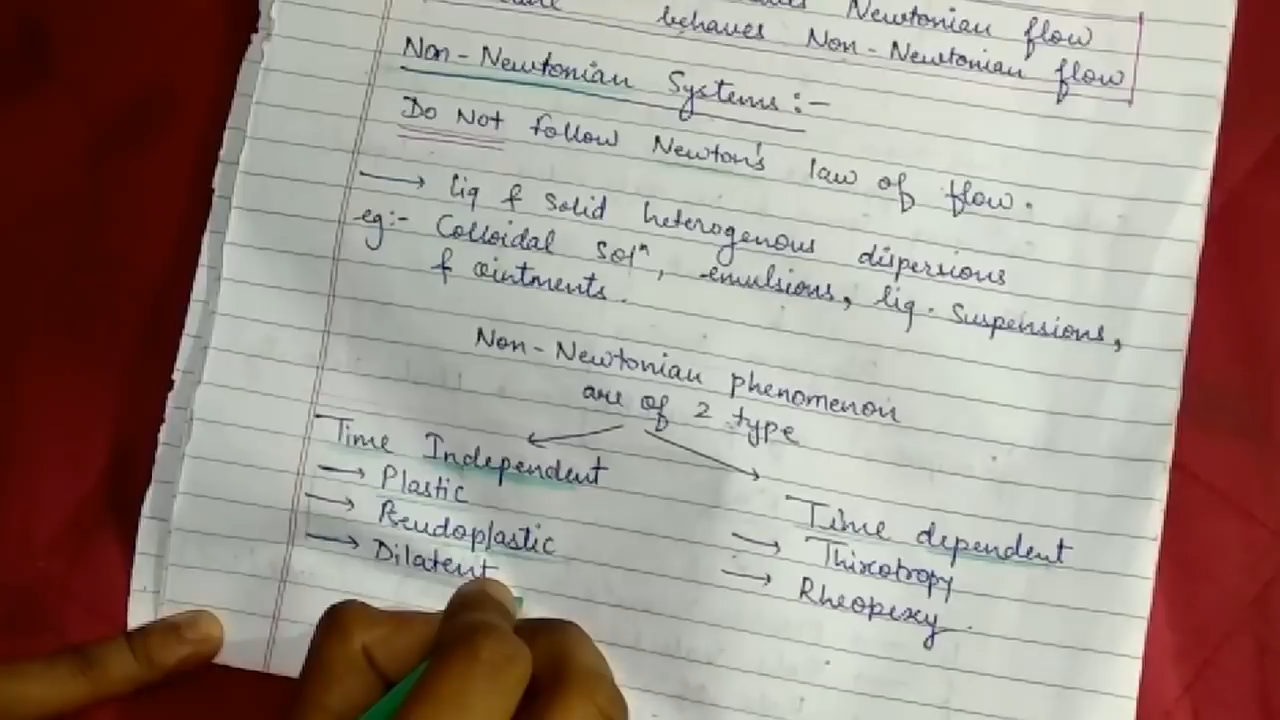 Newtonian flow
behaves Non-Newtonian flow
Non-Newtonian Systems:-
Do Not follow Newton's law of flow.
→ liq & solid heterogenous dispersions
eg:- Colloidal solⁿ, emulsions, liq. suspensions,
& ointments.
Non-Newtonian phenomenon
are of 2 type
Time Independent
→ Plastic
→ Pseudoplastic
→ Dilatent
Time dependent
→ Thixotropy
→ Rheopexy.